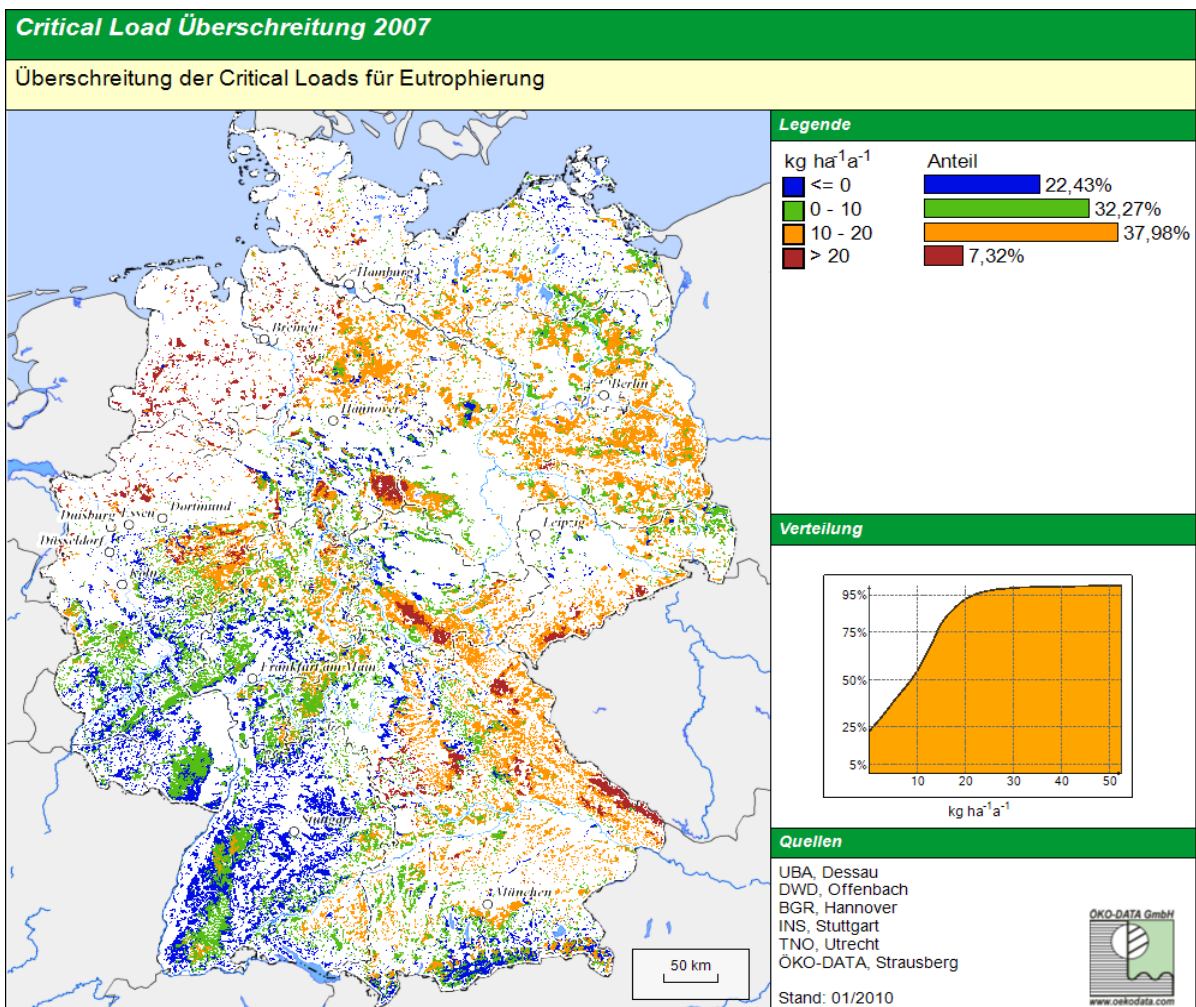 Critical Load Überschreitung 2007
Überschreitung der Critical Loads für Eutrophierung
Hamburg
Bremen
Berlin
Hannover
Duisburg Essen Dortmund
Düsseldorf
Leipzig
Köln
Frankfurt am Main
Stuttgart
München
50 km
Legende
kg ha-1a-1 Anteil
<= 0 22,43%
0 - 10 32,27%
10 - 20 37,98%
> 20 7,32%
Verteilung
95%
75%
50%
25%
5%
10 20 30 40 50
kg ha-1a-1
Quellen
UBA, Dessau
DWD, Offenbach
BGR, Hannover
INS, Stuttgart
TNO, Utrecht
ÖKO-DATA, Strausberg
Stand: 01/2010
ÖKO-DATA GmbH
www.oekodata.com